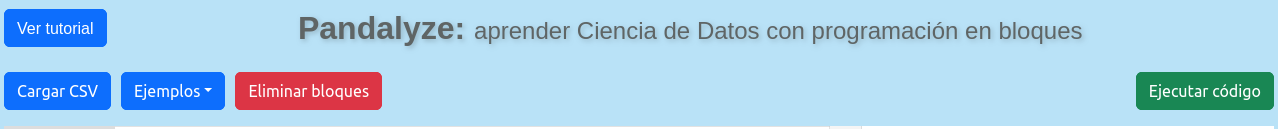 Ver tutorial
Pandalyze: aprender Ciencia de Datos con programación en bloques
Cargar CSV Ejemplos Eliminar bloques Ejecutar código